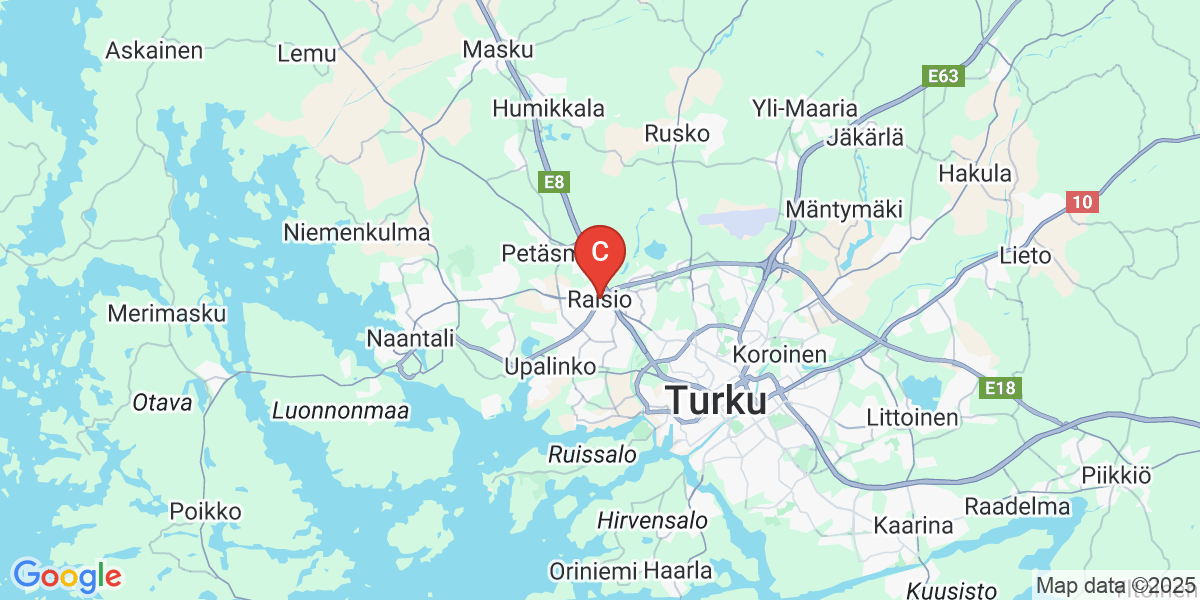 Askainen
Lemu
Masku
E63
Humikkala
Yli-Maaria
Rusko
Jäkärlä
Hakula
E8
10
Mäntymäki
Niemenkulma
Petäsm
C
Lieto
Raisio
Merimasku
Naantali
Koroinen
Upalinko
E18
Turku
Otava
Luonnonmaa
Littoinen
Ruissalo
Piikkiö
Poikko
Raadelma
Hirvensalo
Kaarina
Oriniemi
Haarla
Google
Kuusisto
Map data ©2025